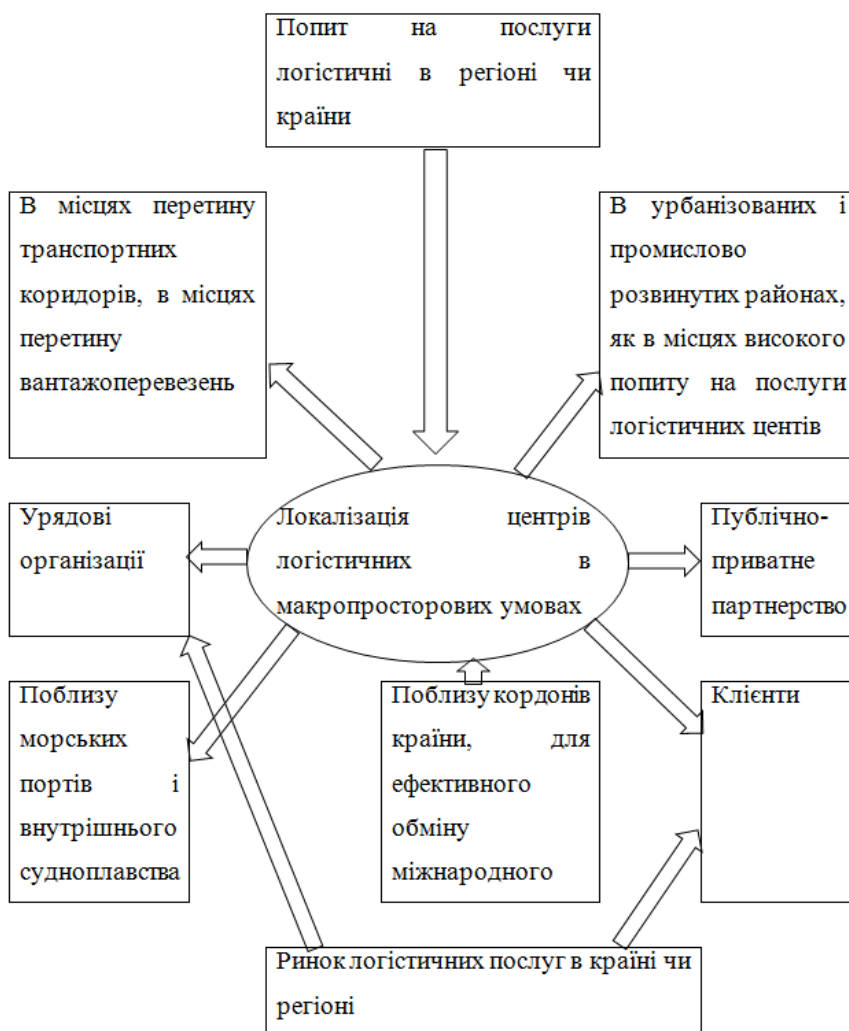 Попит на послуги
логістичні в регіоні чи
країни
В місцях перетину
транспортних
коридорів, в місцях
перетину
вантажоперевезень
В урбанізованих і
промислово
розвинутих районах,
як в місцях високого
попиту на послуги
логістичних центів
Урядові
організації
Локалізація центрів
логістичних в
макропросторових умовах
Публічно-
приватне
партнерство
Поблизу
морських
портів і
внутрішнього
судноплавства
Поблизу кордонів
країни, для
ефективного
обміну
міжнародного
Клієнти
Ринок логістичних послуг в країні чи
регіоні